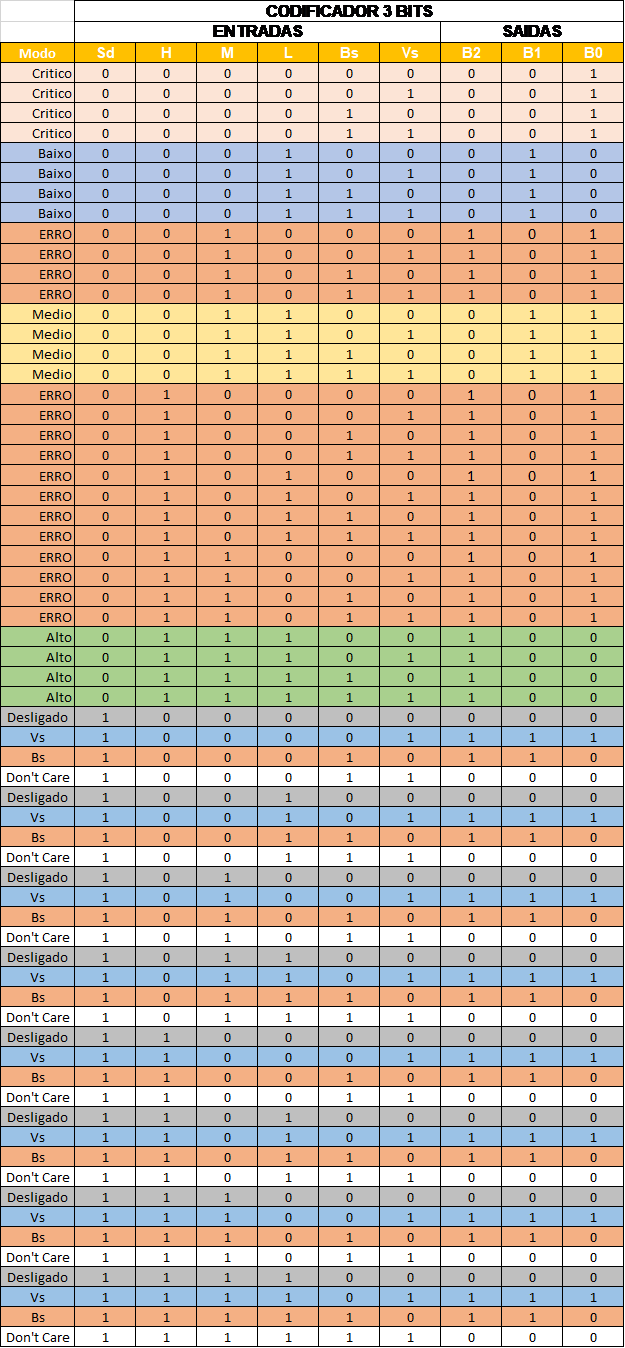 CODIFICADOR 3 BITS
ENTRADAS SAIDAS
Modo Sd H M L Bs Vs B2 B1 B0
Critico 0 0 0 0 0 0 0 0 1
Critico 0 0 0 0 0 1 0 0 1
Critico 0 0 0 0 1 0 0 0 1
Critico 0 0 0 0 1 1 0 0 1
Baixo 0 0 0 1 0 0 0 1 0
Baixo 0 0 0 1 0 1 0 1 0
Baixo 0 0 0 1 1 0 0 1 0
Baixo 0 0 0 1 1 1 0 1 0
ERRO 0 0 1 0 0 0 1 0 1
ERRO 0 0 1 0 0 1 1 0 1
ERRO 0 0 1 0 1 0 1 0 1
ERRO 0 0 1 0 1 1 1 0 1
Medio 0 0 1 1 0 0 0 1 1
Medio 0 0 1 1 0 1 0 1 1
Medio 0 0 1 1 1 0 0 1 1
Medio 0 0 1 1 1 1 0 1 1
ERRO 0 1 0 0 0 0 1 0 1
ERRO 0 1 0 0 0 1 1 0 1
ERRO 0 1 0 0 1 0 1 0 1
ERRO 0 1 0 0 1 1 1 0 1
ERRO 0 1 0 1 0 0 1 0 1
ERRO 0 1 0 1 0 1 1 0 1
ERRO 0 1 0 1 1 0 1 0 1
ERRO 0 1 0 1 1 1 1 0 1
ERRO 0 1 1 0 0 0 1 0 1
ERRO 0 1 1 0 0 1 1 0 1
ERRO 0 1 1 0 1 0 1 0 1
ERRO 0 1 1 0 1 1 1 0 1
Alto 0 1 1 1 0 0 1 0 0
Alto 0 1 1 1 0 1 1 0 0
Alto 0 1 1 1 1 0 1 0 0
Alto 0 1 1 1 1 1 1 0 0
Desligado 1 0 0 0 0 0 0 0 0
Vs 1 0 0 0 0 1 1 1 1
Bs 1 0 0 0 1 0 1 1 0
Don't Care 1 0 0 0 1 1 0 0 0
Desligado 1 0 0 1 0 0 0 0 0
Vs 1 0 0 1 0 1 1 1 1
Bs 1 0 0 1 1 0 1 1 0
Don't Care 1 0 0 1 1 1 0 0 0
Desligado 1 0 1 0 0 0 0 0 0
Vs 1 0 1 0 0 1 1 1 1
Bs 1 0 1 0 1 0 1 1 0
Don't Care 1 0 1 0 1 1 0 0 0
Desligado 1 0 1 1 0 0 0 0 0
Vs 1 0 1 1 0 1 1 1 1
Bs 1 0 1 1 1 0 1 1 0
Don't Care 1 0 1 1 1 1 0 0 0
Desligado 1 1 0 0 0 0 0 0 0
Vs 1 1 0 0 0 1 1 1 1
Bs 1 1 0 0 1 0 1 1 0
Don't Care 1 1 0 0 1 1 0 0 0
Desligado 1 1 0 1 0 0 0 0 0
Vs 1 1 0 1 0 1 1 1 1
Bs 1 1 0 1 1 0 1 1 0
Don't Care 1 1 0 1 1 1 0 0 0
Desligado 1 1 1 0 0 0 0 0 0
Vs 1 1 1 0 0 1 1 1 1
Bs 1 1 1 0 1 0 1 1 0
Don't Care 1 1 1 0 1 1 0 0 0
Desligado 1 1 1 1 0 0 0 0 0
Vs 1 1 1 1 0 1 1 1 1
Bs 1 1 1 1 1 0 1 1 0
Don't Care 1 1 1 1 1 1 0 0 0